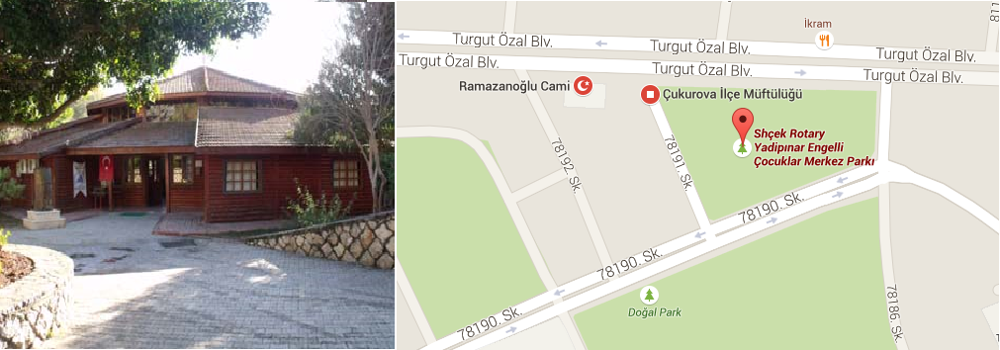 İkram
Turgut Özal Blv.
Turgut Özal Blv.
Turgut Özal Blv.
Turgut Özal Blv.
Turgut Özal Blv.
Turgut Özal Blv.
Ramazanoğlu Cami
Çukurova İlçe Müftülüğü
Shçek Rotary
Yadipınar Engelli
Çocuklar Merkez Parkı
78192. Sk.
78191. Sk.
78190. Sk.
78190. Sk.
78190. Sk.
78186. Sk.
Doğal Park